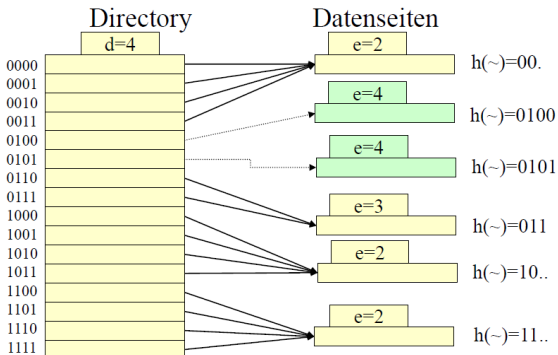 Directory Datenseiten
d=4
e=2
h(~)=00.
0000
0001
0010
0011
0100
0101
0110
0111
1000
1001
1010
1011
1100
1101
1110
1111
e=4
h(~)=0100
e=4
h(~)=0101
e=3
h(~)=011
e=2
h(~)=10..
e=2
h(~)=11..